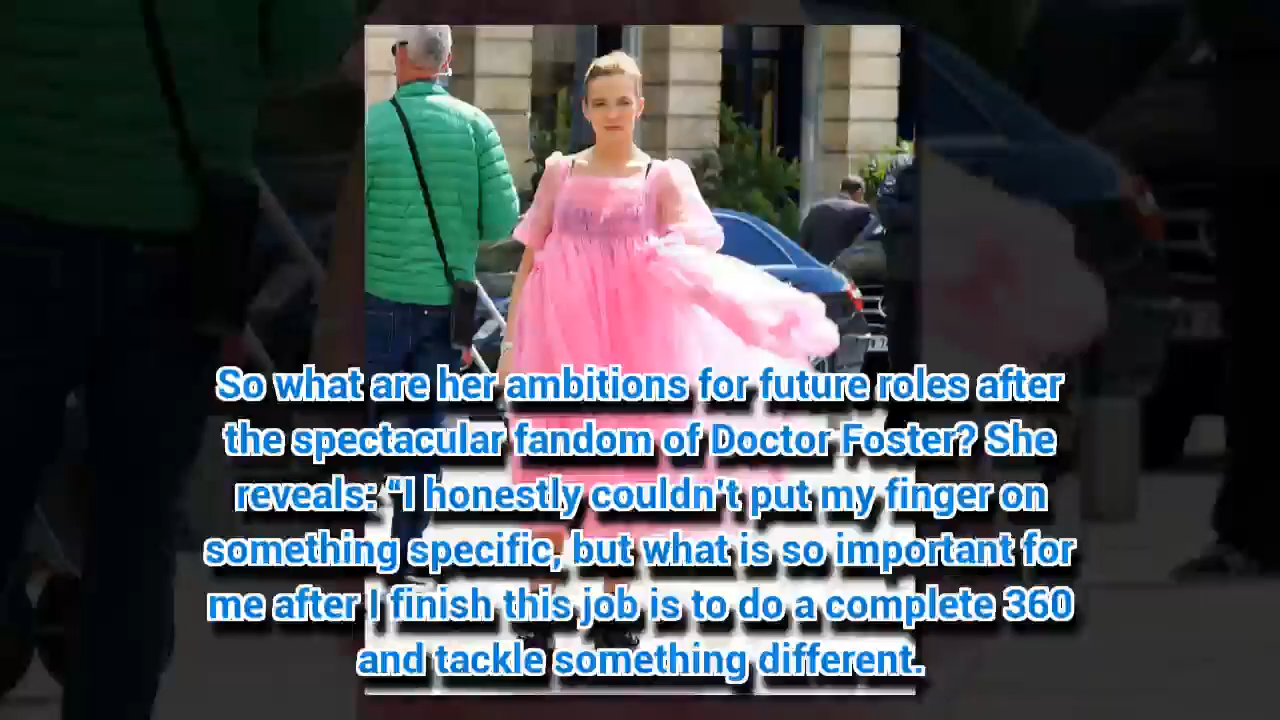 So what are her ambitions for future roles after
the spectacular fandom of Doctor Foster? She
reveals: “I honestly couldn’t put my finger on
something specific, but what is so important for
me after I finish this job is to do a complete 360
and tackle something different.